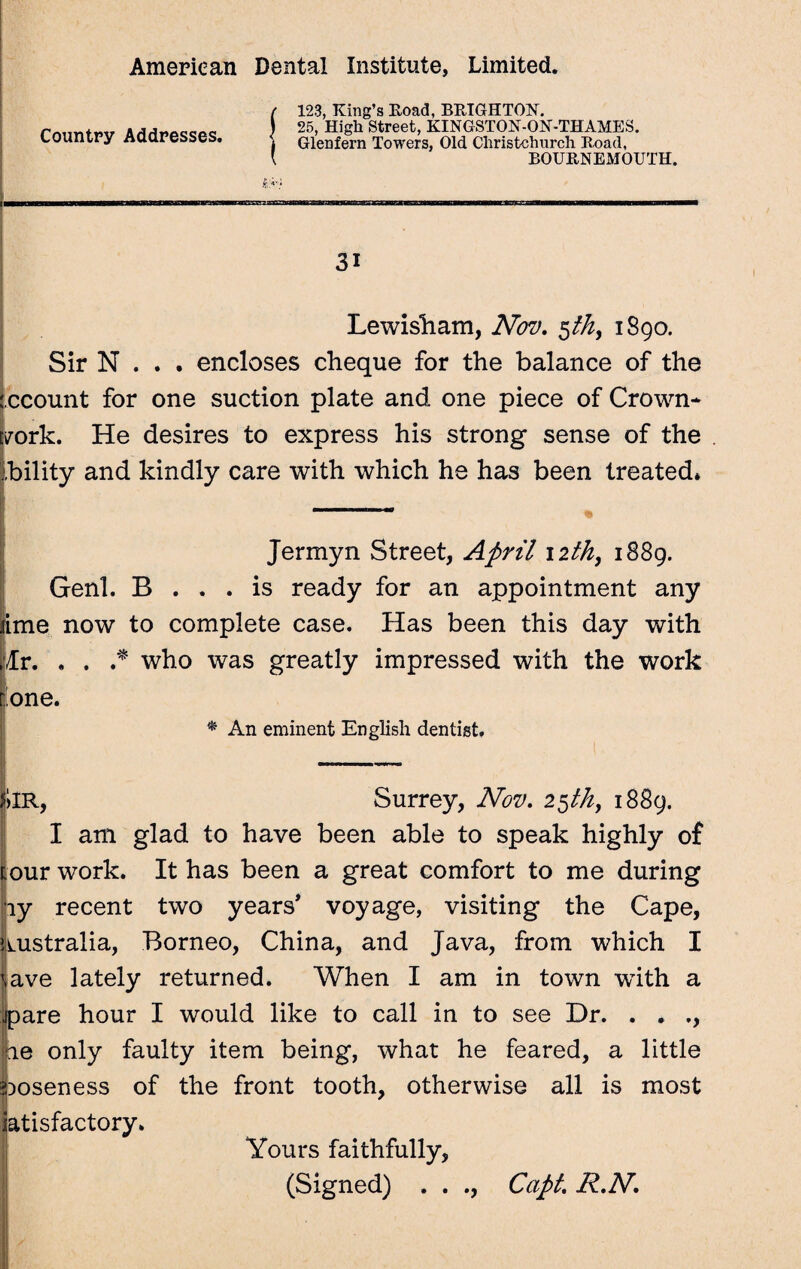 American Dental Institute, Limited.
Country Addresses.
123, King's Road, BRIGHTON.
25, High Street, KINGSTON-ON-THAMES.
Glenfern Towers, Old Christchurch Road,
BOURNEMOUTH.
31
Lewisham, Nov. 5th, 1890.
Sir N . . . encloses cheque for the balance of the
ccount for one suction plate and one piece of Crown-
vork. He desires to express his strong sense of the
bility and kindly care with which he has been treated.
Jermyn Street, April 12th, 1889.
Genl. B . . . is ready for an appointment any
ime now to complete case. Has been this day with
Mr. . . .* who was greatly impressed with the work
one.
* An eminent English dentist.
SIR, Surrey, Nov. 25th, 1889.
I am glad to have been able to speak highly of
our work. It has been a great comfort to me during
ny recent two years' voyage, visiting the Cape,
Australia, Borneo, China, and Java, from which I
ave lately returned. When I am in town with a
pare hour I would like to call in to see Dr. . . .,
he only faulty item being, what he feared, a little
ooseness of the front tooth, otherwise all is most
atisfactory.
Yours faithfully,
(Signed) . . ., Capt. R.N.